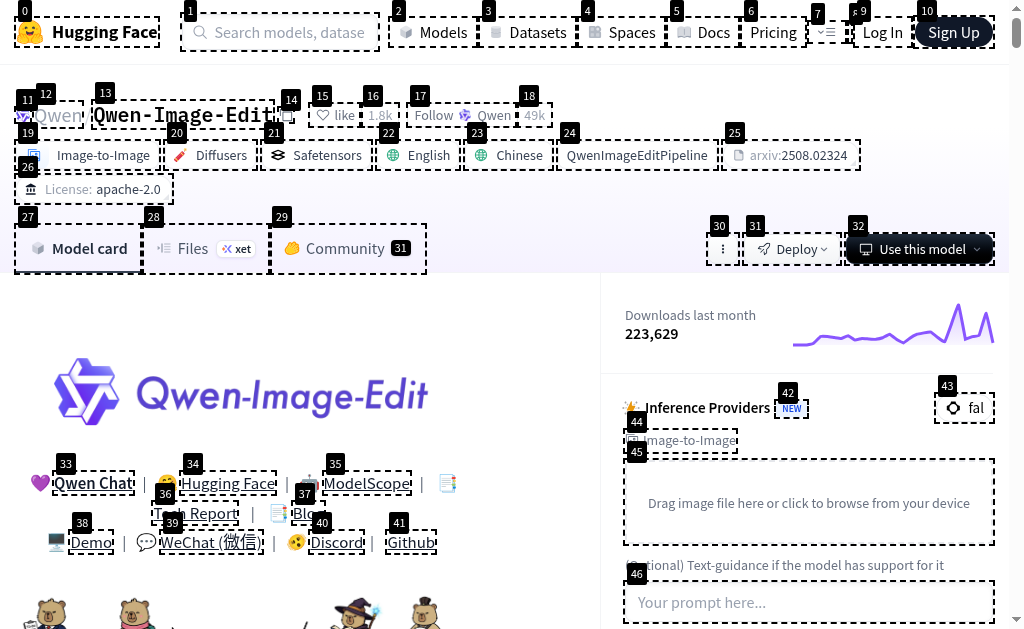 0 1 2 3 4 5 6 7 8 9 10
Hugging Face
Search models, datase
Models Datasets Spaces Docs Pricing Log In Sign Up
11 12 13 14 15 16 17 18
Qwen/ Qwen-Image-Edit like 1.8k Follow Qwen 49k
19 20 21 22 23 24 25
Image-to-Image Diffusers Safetensors English Chinese QwenImageEditPipeline arxiv:2508.02324
26
License: apache-2.0
27 28 29 30 31 32
Model card Files xet Community 31 Deploy Use this model
Downloads last month
223,629
Qwen-Image-Edit
42 43
Inference Providers NEW fal
44
Image-to-Image
45
Drag image file here or click to browse from your device
33 34 35
Qwen Chat | Hugging Face | ModelScope |
36 37
Tech Report | Blog
38 39 40 41
Demo | WeChat (微信) | Discord | Github
(Optional) Text-guidance if the model has support for it
46
Your prompt here...